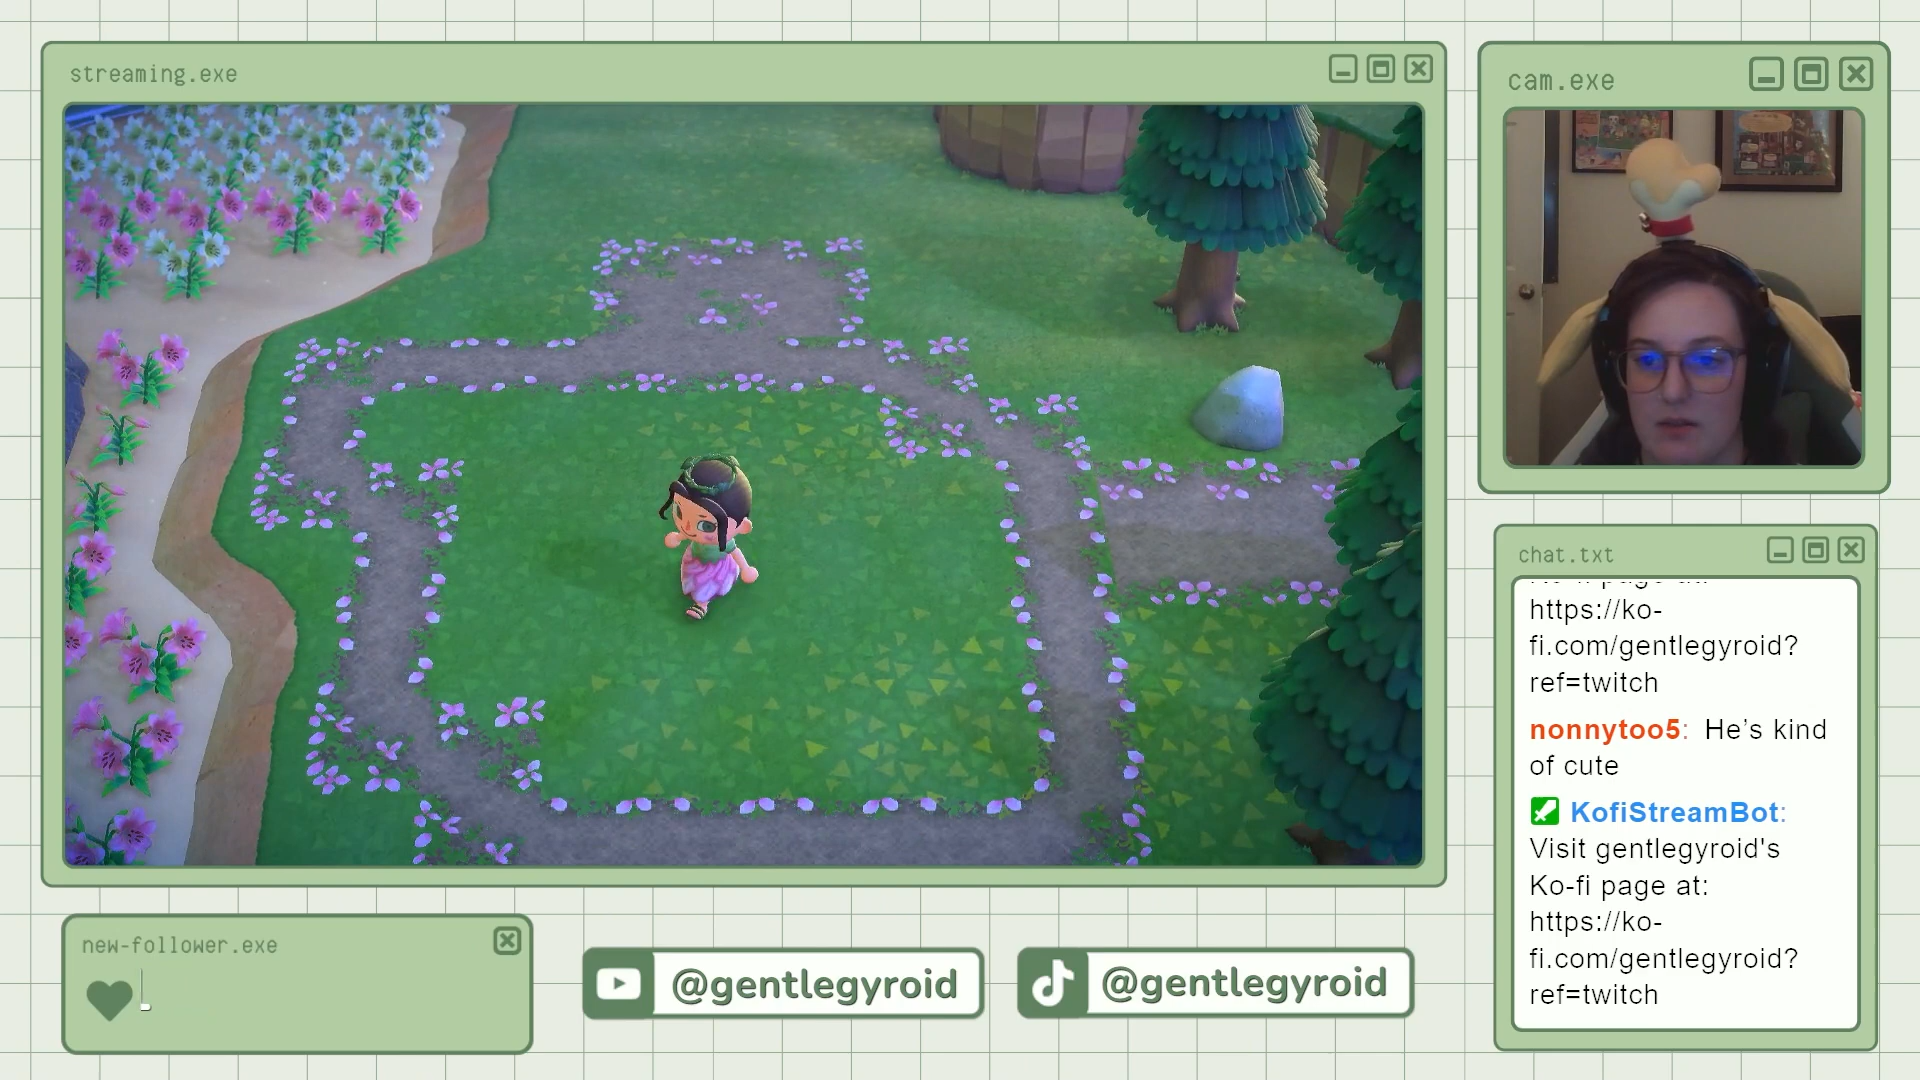 streaming.exe
cam.exe
chat.txt
https://ko-
fi.com/gentlegyroid?
ref=twitch
nonnytoo5: He's kind
of cute
KofiStreamBot:
Visit gentlegyroid's
Ko-fi page at:
https://ko-
fi.com/gentlegyroid?
ref=twitch
new-follower.exe
@gentlegyroid
@gentlegyroid